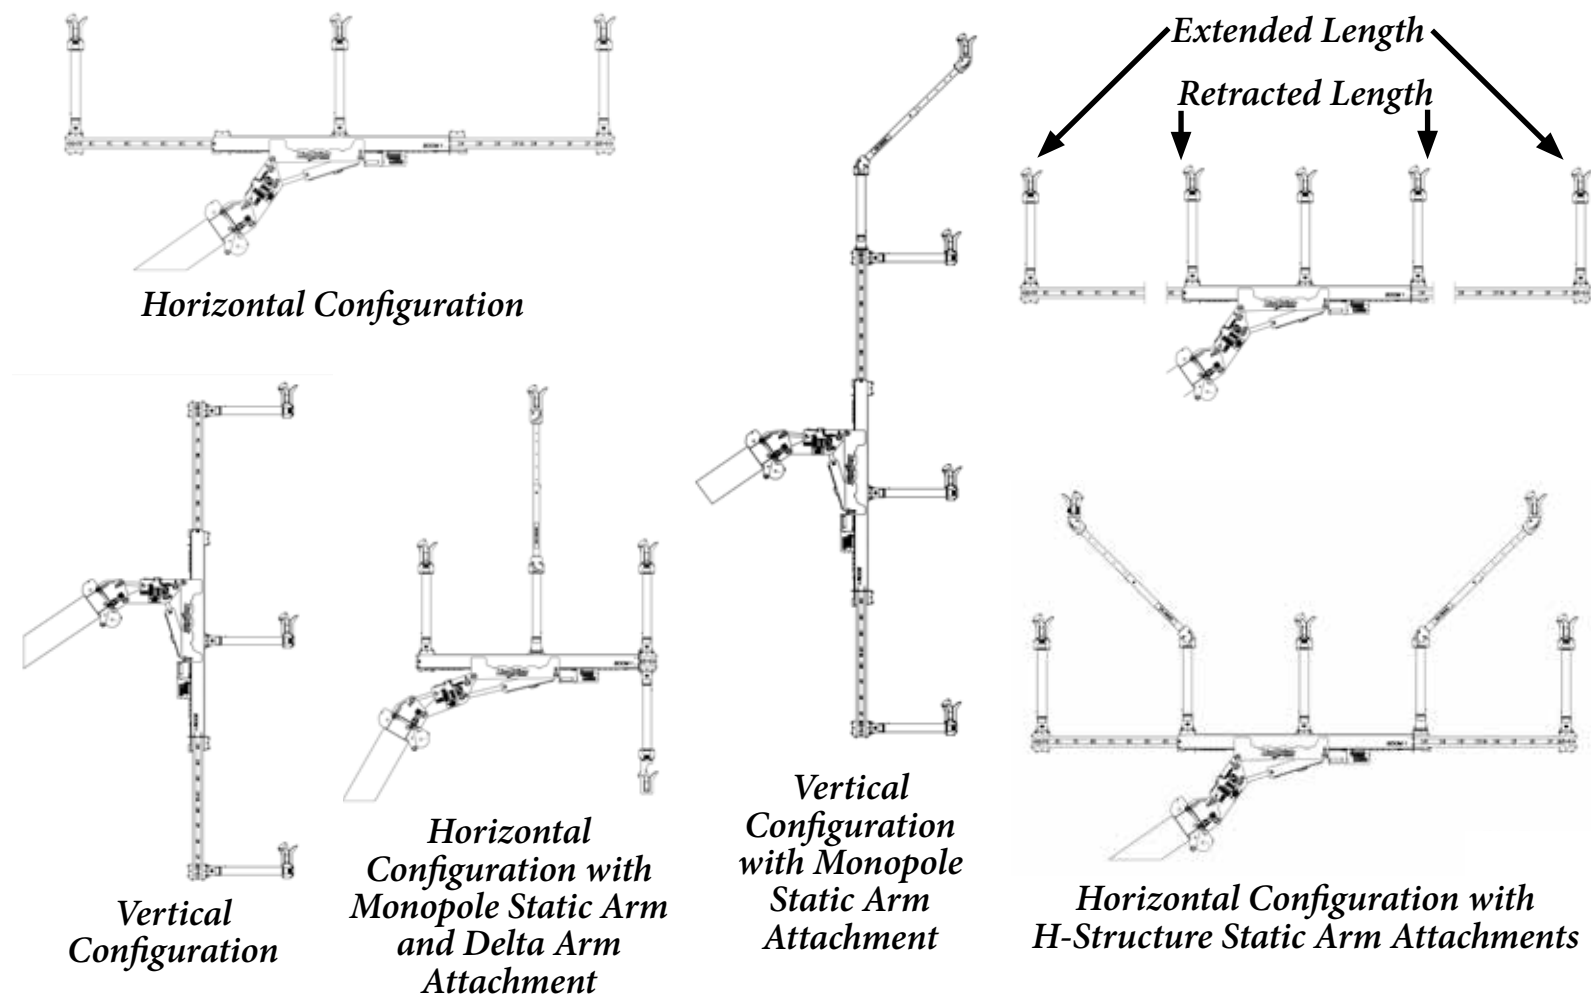 Extended Length
Retracted Length
Horizontal Configuration
Vertical
Configuration
Horizontal
Configuration with
Monopole Static Arm
and Delta Arm
Attachment
Vertical
Configuration
with Monopole
Static Arm
Attachment
Horizontal Configuration with
H-Structure Static Arm Attachments